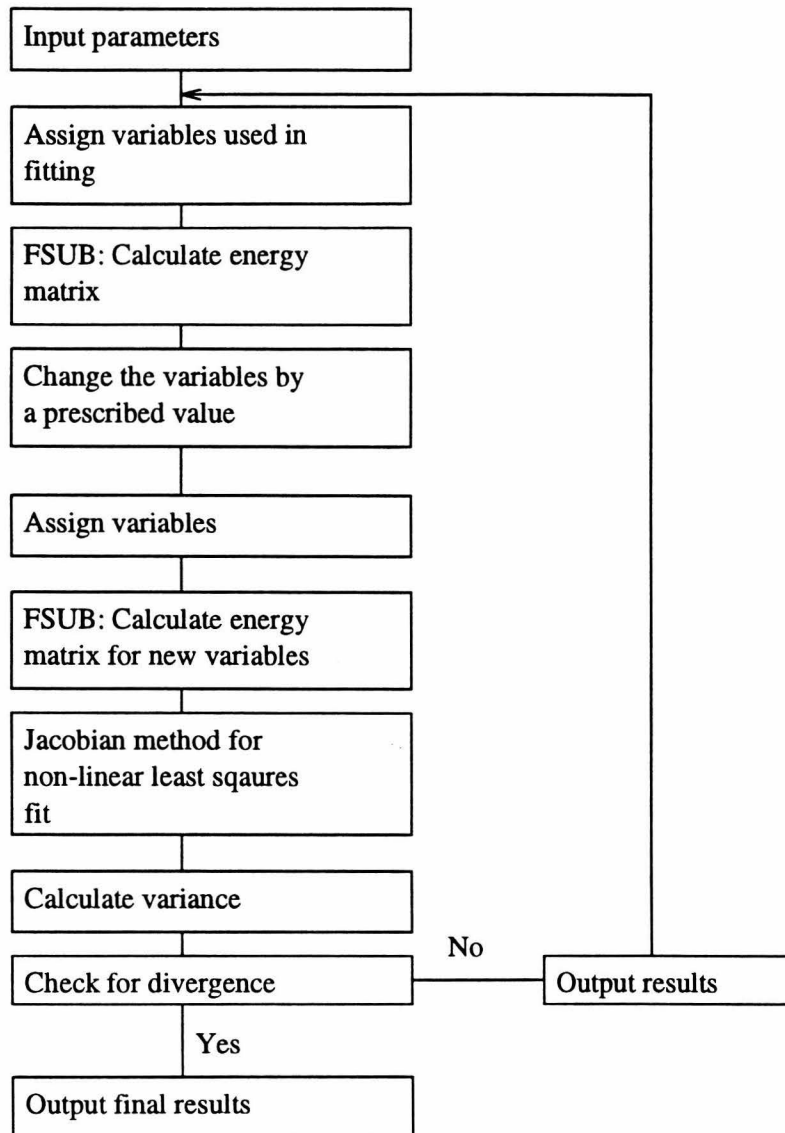 Input parameters
Assign variables used in
fitting
FSUB: Calculate energy
matrix
Change the variables by
a prescribed value
Assign variables
FSUB: Calculate energy
matrix for new variables
Jacobian method for
non-linear least sqaures
fit
Calculate variance
No
Check for divergence
Output results
Yes
Output final results